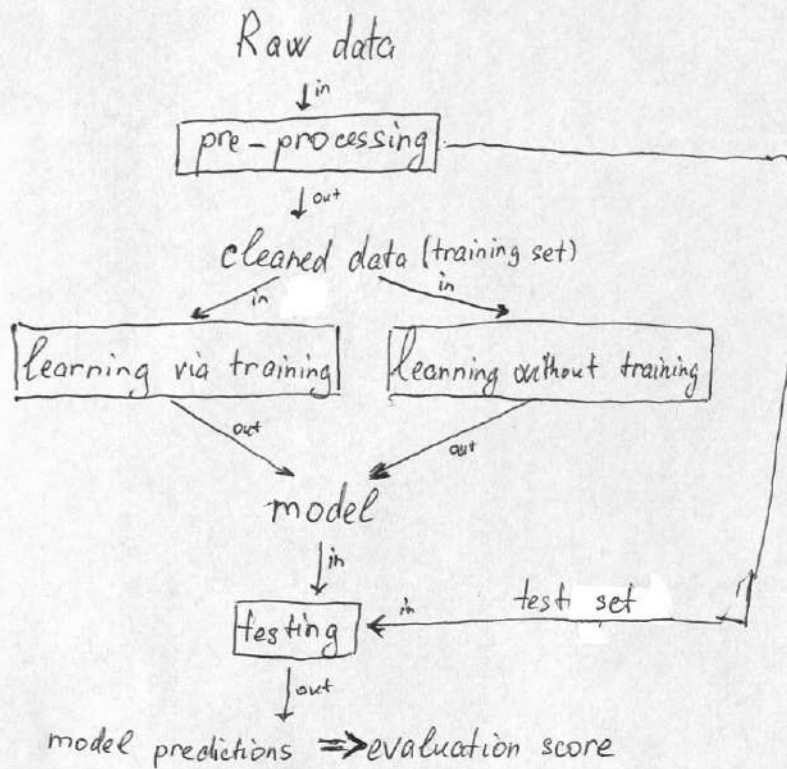 Raw data
in
pre-processing
out
cleaned data (training set)
in in
learning via training learning without training
out out
model
in
testing in test set
out
model predictions => evaluation score